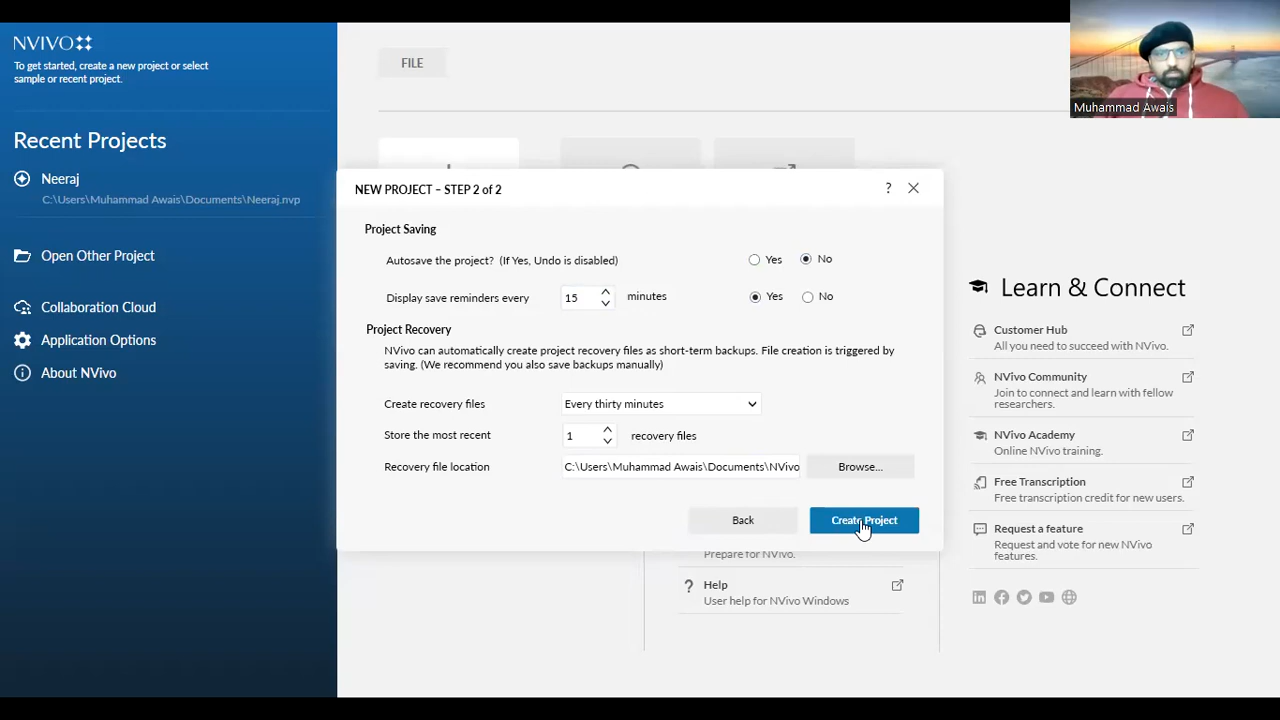 NVIVO
To get started, create a new project or select
sample or recent project.
Recent Projects
Neeraj
C:\Users\Muhammad Awais\Documents\Neeraj.nvp
Open Other Project
Collaboration Cloud
Application Options
About NVivo
FILE
Muhammad Awais
NEW PROJECT – STEP 2 of 2
?
Project Saving
Autosave the project? (If Yes, Undo is disabled)
Yes
No
Display save reminders every
15
minutes
Yes
No
Project Recovery
NVivo can automatically create project recovery files as short-term backups. File creation is triggered by
saving. (We recommend you also save backups manually)
Create recovery files
Every thirty minutes
Store the most recent
1
recovery files
Recovery file location
C:\Users\Muhammad Awais\Documents\NVivo
Browse...
Back
Create Project
Prepare for NVivo.
?
Help
User help for NVivo Windows
Learn & Connect
Customer Hub
All you need to succeed with NVivo.
NVivo Community
Join to connect and learn with fellow
researchers.
NVivo Academy
Online NVivo training.
Free Transcription
Free transcription credit for new users.
Request a feature
Request and vote for new NVivo
features.